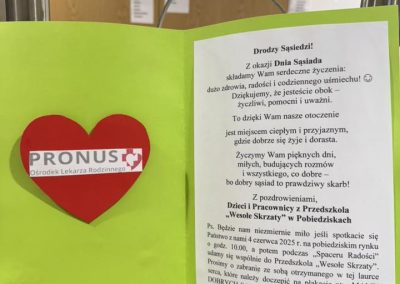 PRONUS
Ośrodek Lekarza Rodzinnego
Drodzy Sąsiedzi!
Z okazji Dnia Sąsiada
składamy Wam serdeczne życzenia:
dużo zdrowia, radości i codziennego uśmiechu! ☺
Dziękujemy, że jesteście obok –
życzliwi, pomocni i uważni.
To dzięki Wam nasze otoczenie
jest miejscem ciepłym i przyjaznym,
gdzie dobrze się żyje i dorasta.
Życzymy Wam pięknych dni,
miłych, budujących rozmów
i wszystkiego, co dobre –
bo dobry sąsiad to prawdziwy skarb!
Z pozdrowieniami,
Dzieci i Pracownicy z Przedszkola
„Wesołe Skrzaty” w Pobiedziskach
Ps. Będzie nam niezmiernie miło jeśli spotkacie się
Państwo z nami 4 czerwca 2025 r. na pobiedziskim rynku
o godz. 10.00, a potem podczas „Spaceru Radości”
udamy się wspólnie do Przedszkola „Wesołe Skrzaty”.
Prosimy o zabranie ze sobą otrzymanego w tej laurce
serca, które należy doczepić na
DOBRYCH